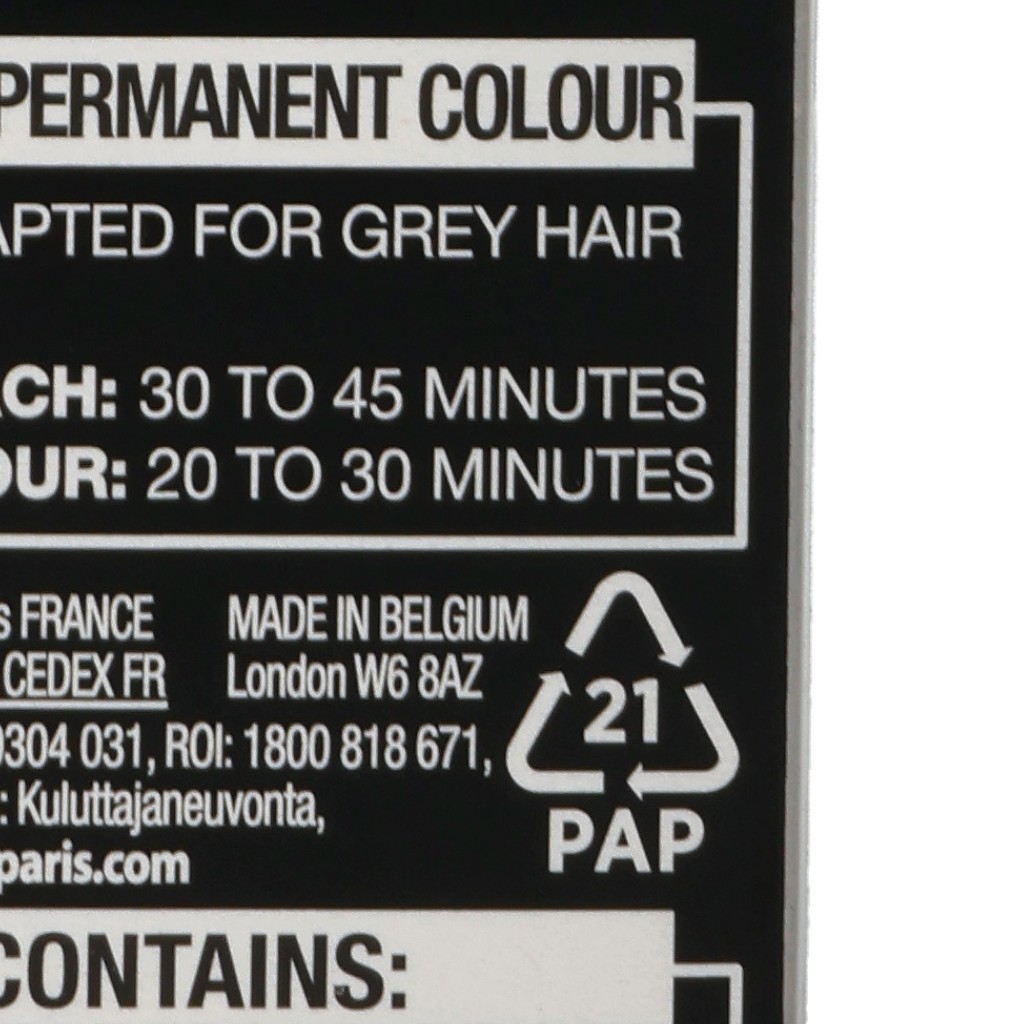 PERMANENT COLOUR
APTED FOR GREY HAIR
CH: 30 TO 45 MINUTES
OUR: 20 TO 30 MINUTES
s FRANCE MADE IN BELGIUM
CEDEX FR London W6 8AZ
0304 031, ROI: 1800 818 671,
: Kuluttajaneuvonta,
paris.com
21
PAP
CONTAINS: